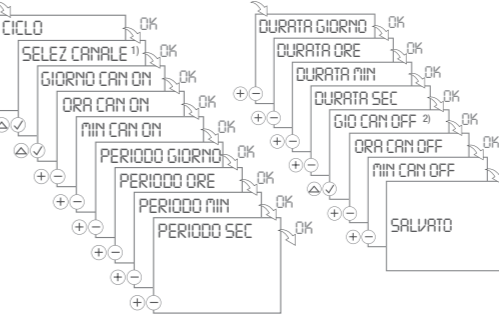 CICLO
OK
SELEZ CANALE 1)
OK
GIORNO CAN ON
OK
ORA CAN ON
OK
MIN CAN ON
OK
PERIODO GIORNO
OK
PERIODO ORE
OK
PERIODO MIN
OK
PERIODO SEC
DURATA GIORNO
OK
DURATA ORE
OK
DURATA MIN
OK
DURATA SEC
OK
GIO CAN OFF 2)
OK
ORA CAN OFF
OK
MIN CAN OFF
SALVATO